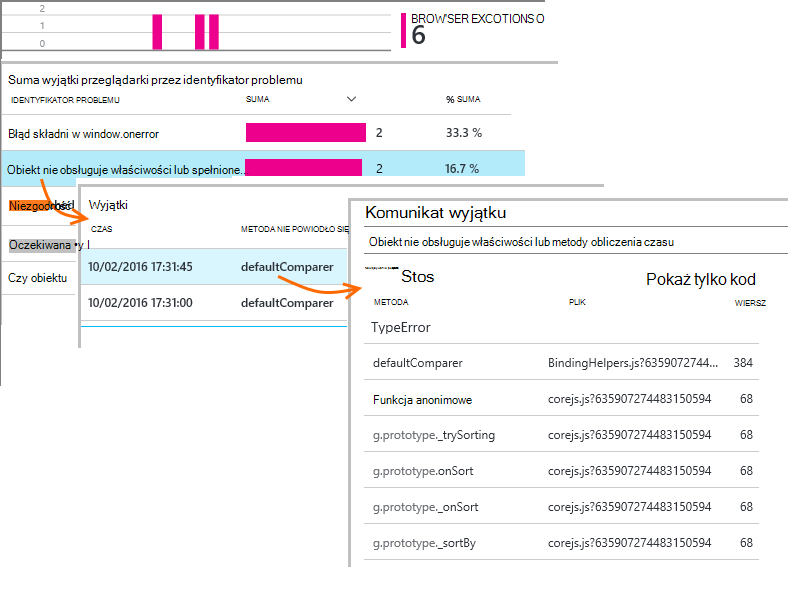 2
1
0
BROWSER EXCOTIONS O
6
Suma wyjątki przeglądarki przez identyfikator problemu
IDENTYFIKATOR PROBLEMU SUMA % SUMA
Błąd składni w window.onerror 2 33.3 %
Obiekt nie obsługuje właściwości lub spełnione... 2 16.7 %
Niezgodność
Oczekiwana
Czy obiektu
Wyjątki
CZAS METODA NIE POWIODŁO SIĘ
10/02/2016 17:31:45 defaultComparer
10/02/2016 17:31:00 defaultComparer
Komunikat wyjątku
Obiekt nie obsługuje właściwości lub metody obliczenia czasu
Stos Pokaż tylko kod
METODA PLIK WIERSZ
TypeError
defaultComparer BindingHelpers.js?6359072744... 384
Funkcja anonimowe corejs.js?635907274483150594 68
g.prototype._trySorting corejs.js?635907274483150594 68
g.prototype.onSort corejs.js?635907274483150594 68
g.prototype._onSort corejs.js?635907274483150594 68
g.prototype._sortBy corejs.js?635907274483150594 68